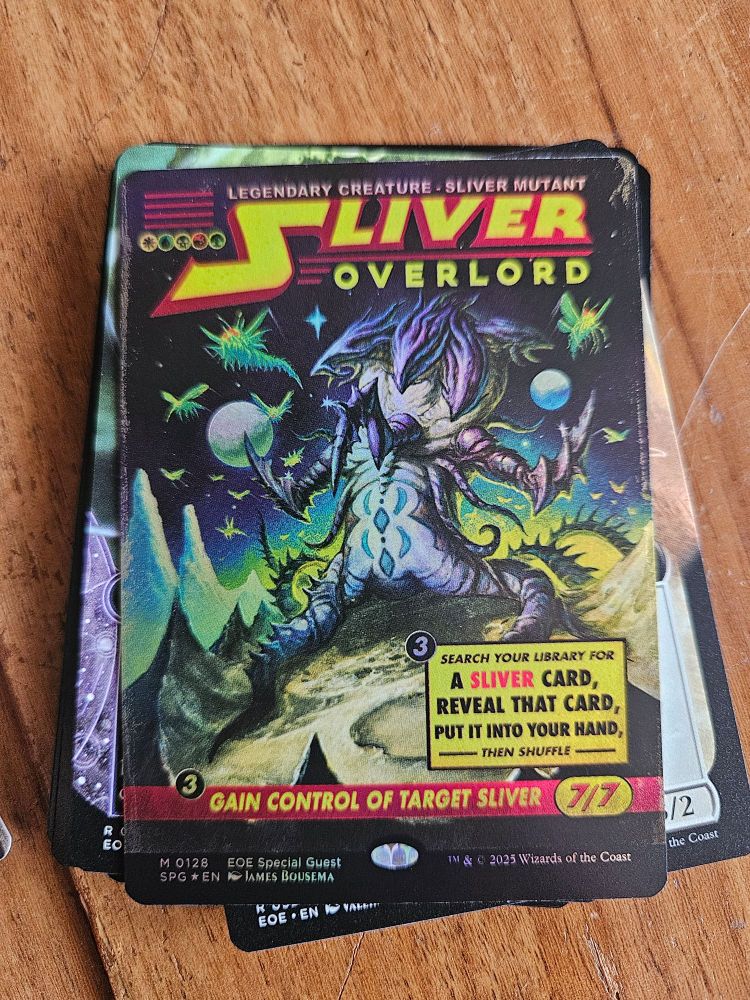 LEGENDARY CREATURE - SLIVER MUTANT
SLIVER
OVERLORD
3
SEARCH YOUR LIBRARY FOR
A SLIVER CARD,
REVEAL THAT CARD,
PUT IT INTO YOUR HAND,
THEN SHUFFLE
3
GAIN CONTROL OF TARGET SLIVER 7/7
M 0128 EOE Special Guest
SPG ★ EN JAMES BOUSEMA
™ & © 2025 Wizards of the Coast
/2
the Coast
R
EO
EOE • EN